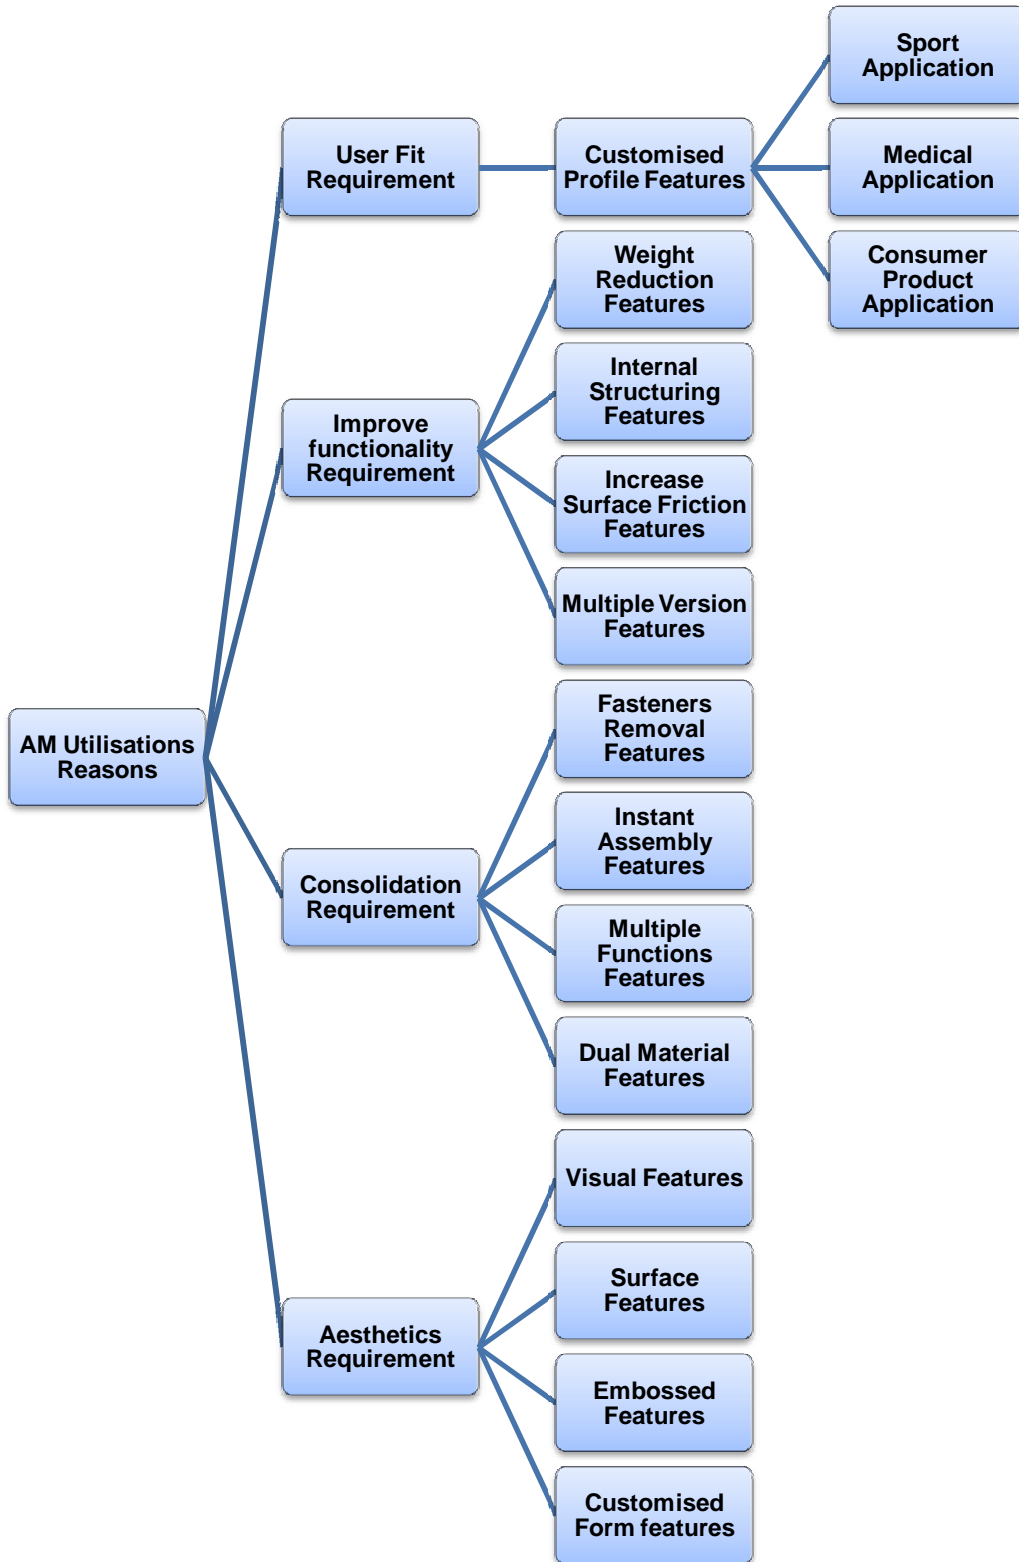 Sport
Application
User Fit
Requirement
Customised
Profile Features
Medical
Application
Weight
Reduction
Features
Consumer
Product
Application
Internal
Structuring
Features
Improve
functionality
Requirement
Increase
Surface Friction
Features
Multiple Version
Features
AM Utilisations
Reasons
Fasteners
Removal
Features
Instant
Assembly
Features
Consolidation
Requirement
Multiple
Functions
Features
Dual Material
Features
Visual Features
Surface
Features
Aesthetics
Requirement
Embossed
Features
Customised
Form features